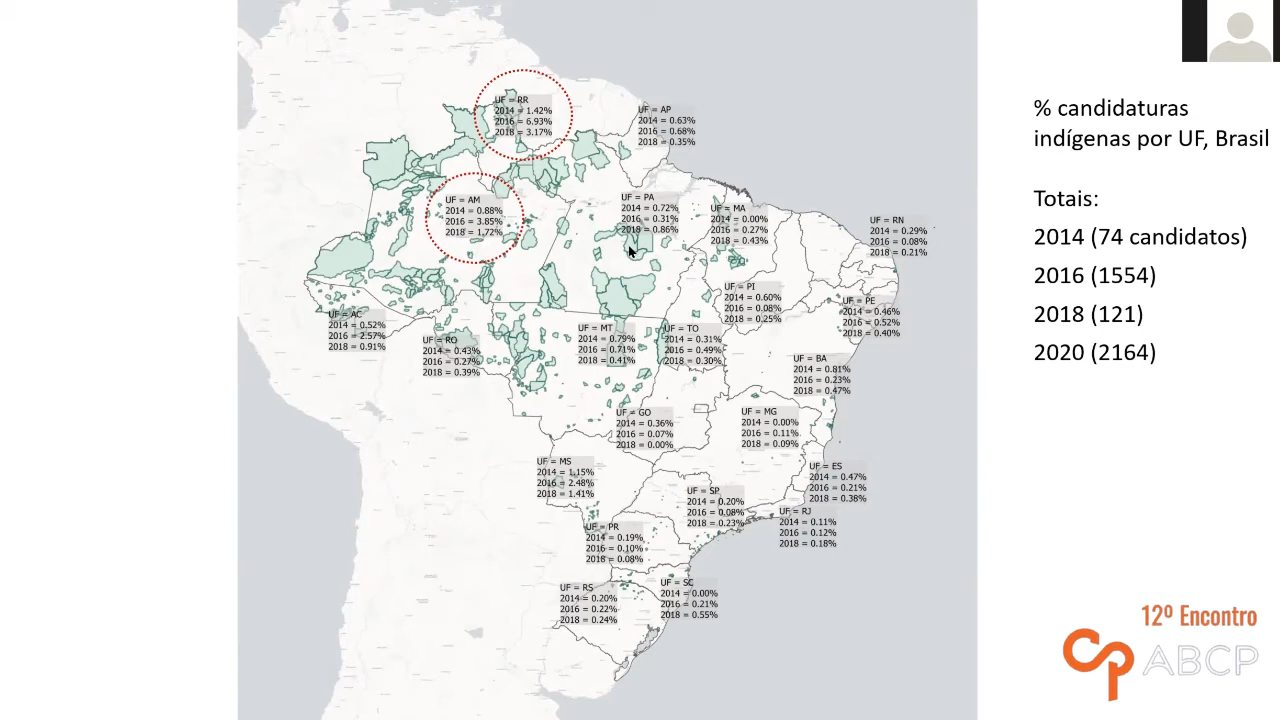 UF = RR
2014 = 1.42%
2016 = 6.93%
2018 = 3.17%
UF = AP
2014 = 0.63%
2016 = 0.68%
2018 = 0.35%
UF = AM
2014 = 0.88%
2016 = 3.85%
2018 = 1.72%
UF = PA
2014 = 0.72%
2016 = 0.31%
2018 = 0.86%
UF = MA
2014 = 0.00%
2016 = 0.27%
2018 = 0.43%
UF = RN
2014 = 0.29%
2016 = 0.08%
2018 = 0.21%
UF = PI
2014 = 0.60%
2016 = 0.08%
2018 = 0.25%
UF = PE
2014 = 0.46%
2016 = 0.52%
2018 = 0.40%
UF = AC
2014 = 0.52%
2016 = 2.57%
2018 = 0.91%
UF = RO
2014 = 0.43%
2016 = 0.27%
2018 = 0.39%
UF = MT
2014 = 0.79%
2016 = 0.71%
2018 = 0.41%
UF = TO
2014 = 0.31%
2016 = 0.49%
2018 = 0.30%
UF = BA
2014 = 0.81%
2016 = 0.23%
2018 = 0.47%
UF = GO
2014 = 0.36%
2016 = 0.07%
2018 = 0.00%
UF = MG
2014 = 0.00%
2016 = 0.11%
2018 = 0.09%
UF = MS
2014 = 1.15%
2016 = 2.48%
2018 = 1.41%
UF = ES
2014 = 0.47%
2016 = 0.21%
2018 = 0.38%
UF = SP
2014 = 0.20%
2016 = 0.08%
2018 = 0.23%
UF = RJ
2014 = 0.11%
2016 = 0.12%
2018 = 0.18%
UF = PR
2014 = 0.19%
2016 = 0.10%
2018 = 0.08%
UF = RS
2014 = 0.20%
2016 = 0.22%
2018 = 0.24%
UF = SC
2014 = 0.00%
2016 = 0.21%
2018 = 0.55%
% candidaturas
indígenas por UF, Brasil
Totais:
2014 (74 candidatos)
2016 (1554)
2018 (121)
2020 (2164)
12º Encontro
ABCP